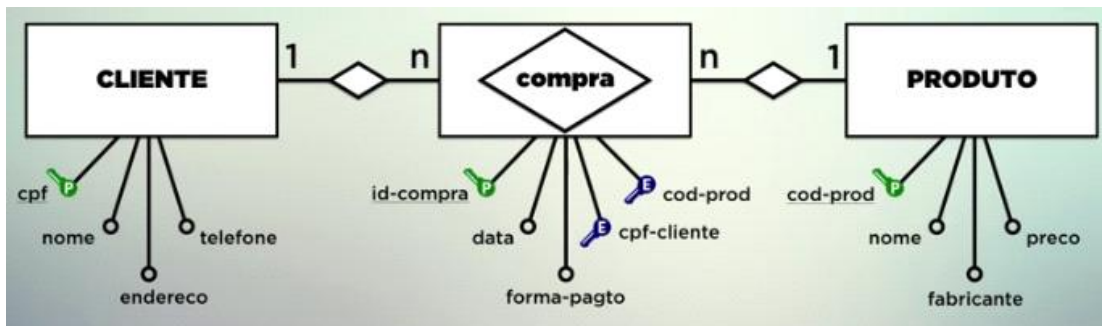 CLIENTE
1
n
compra
n
1
PRODUTO
cpf
P
nome
endereco
telefone
id-compra
P
data
forma-pagto
E
cpf-cliente
E
cod-prod
cod-prod
P
nome
fabricante
preco